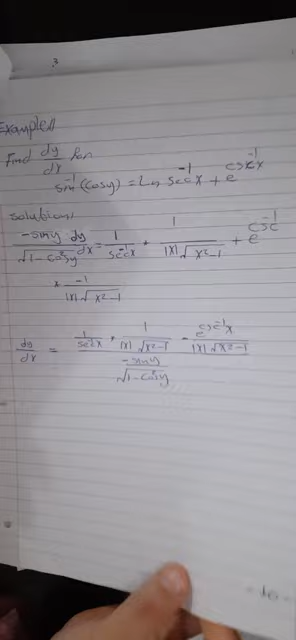 Example
Find dy/dx for
sin⁻¹(cosy) = Ln sec⁻¹x + e^csc⁻¹x
Solution:
-siny/√1-cos²y dy/dx = 1/sec⁻¹x * 1/|x|√x²-1 + e^csc⁻¹
* -1/|x|√x²-1
dy/dx = (1/sec⁻¹x * 1/|x|√x²-1 - e^csc⁻¹x/|x|√x²-1) / (-siny/√1-cos²y)